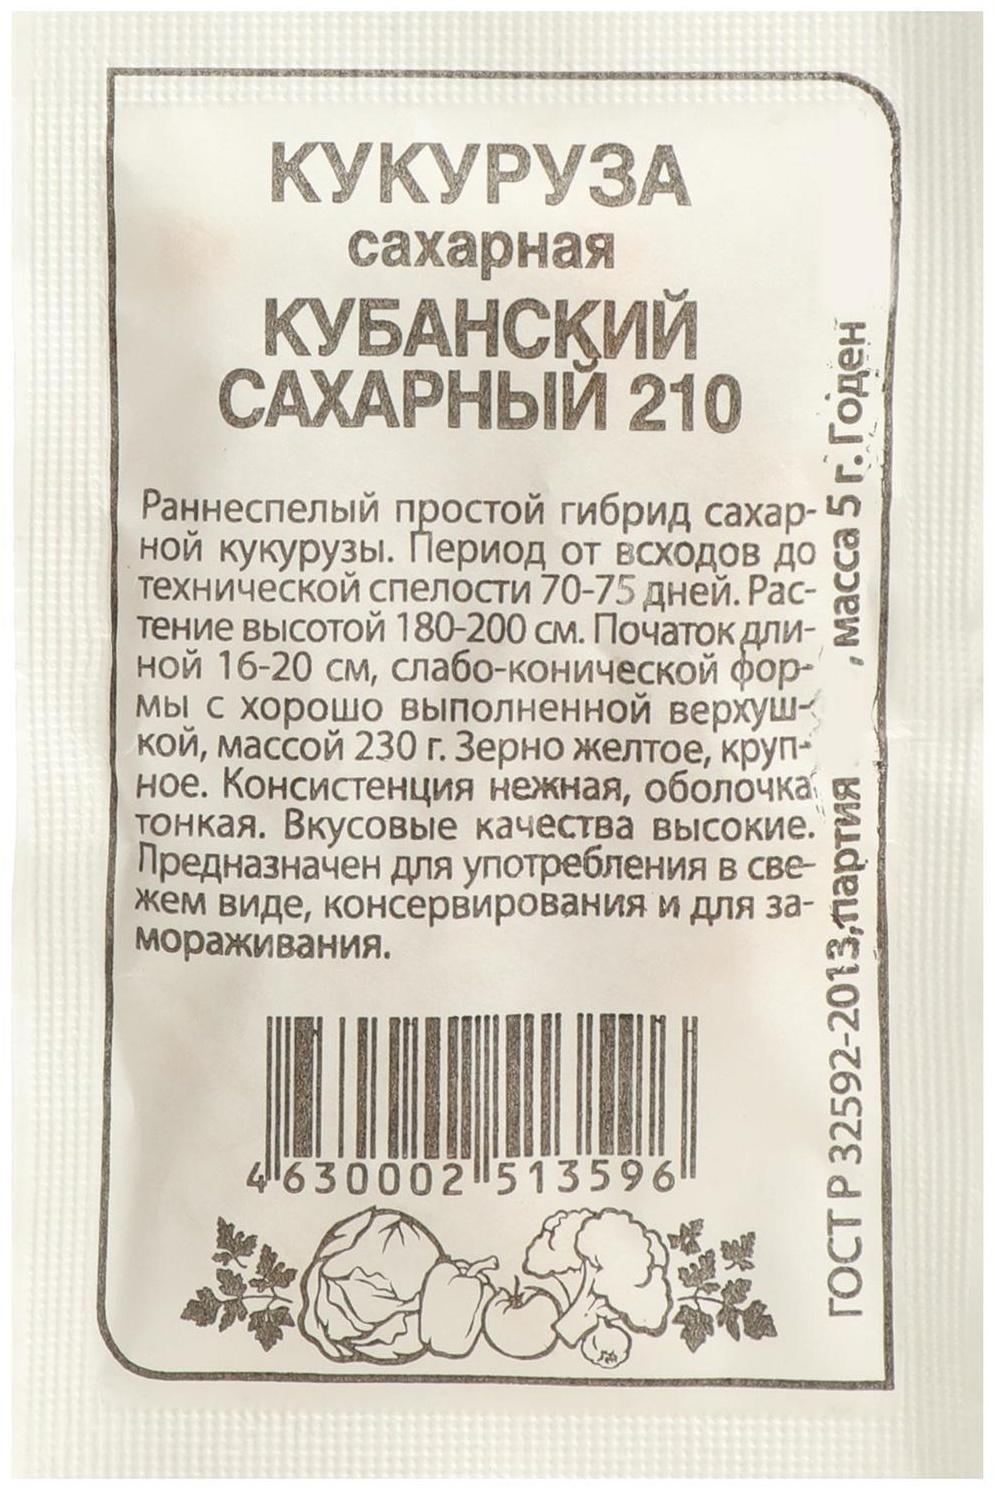 КУКУРУЗА
сахарная
КУБАНСКИЙ
САХАРНЫЙ 210
Раннеспелый простой гибрид сахар-
ной кукурузы. Период от всходов до
технической спелости 70-75 дней. Рас-
тение высотой 180-200 см. Початок дли-
ной 16-20 см, слабо-конической фор-
мы с хорошо выполненной верхуш-
кой, массой 230 г. Зерно желтое, круп-
ное. Консистенция нежная, оболочка
тонкая. Вкусовые качества высокие.
Предназначен для употребления в све-
жем виде, консервирования и для за-
мораживания.
4 630002 513596
ГОСТ Р 32592-2013, партия , масса 5 г. Годен